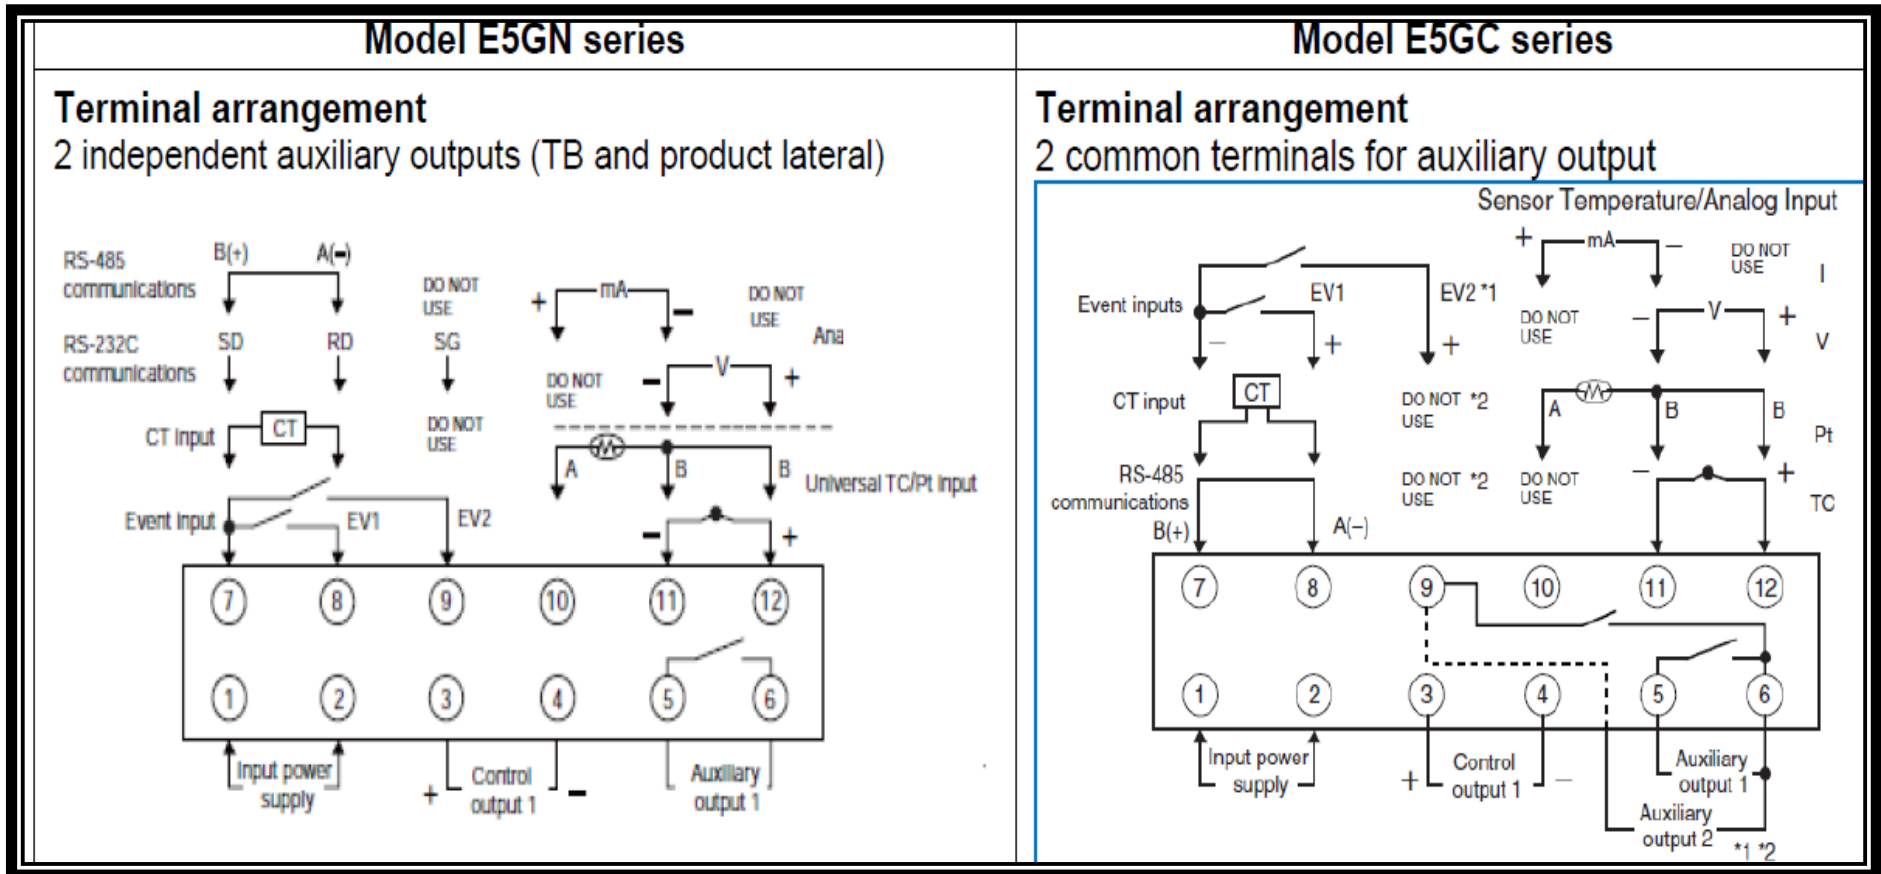 Model E5GN series
Terminal arrangement
2 independent auxiliary outputs (TB and product lateral)
RS-485
communications
B(+)
A(−)
DO NOT
USE
+
mA
−
DO NOT
USE
RS-232C
communications
SD
RD
SG
Ana
DO NOT
USE
−
V
+
CT Input
CT
DO NOT
USE
A
B
B
Universal TC/Pt Input
Event Input
EV1
EV2
−
+
7
8
9
10
11
12
1
2
3
4
5
6
Input power
supply
+
Control
output 1
−
Auxiliary
output 1
Model E5GC series
Terminal arrangement
2 common terminals for auxiliary output
Sensor Temperature/Analog Input
+
mA
−
DO NOT
USE
I
Event inputs
EV1
EV2 *1
−
+
+
DO NOT
USE
−
V
+
V
CT input
CT
DO NOT *2
USE
A
B
B
Pt
RS-485
communications
B(+)
A(−)
DO NOT *2
USE
DO NOT
USE
−
+
TC
7
8
9
10
11
12
1
2
3
4
5
6
Input power
supply
+
Control
output 1
−
Auxiliary
output 1
Auxiliary
output 2
*1 *2